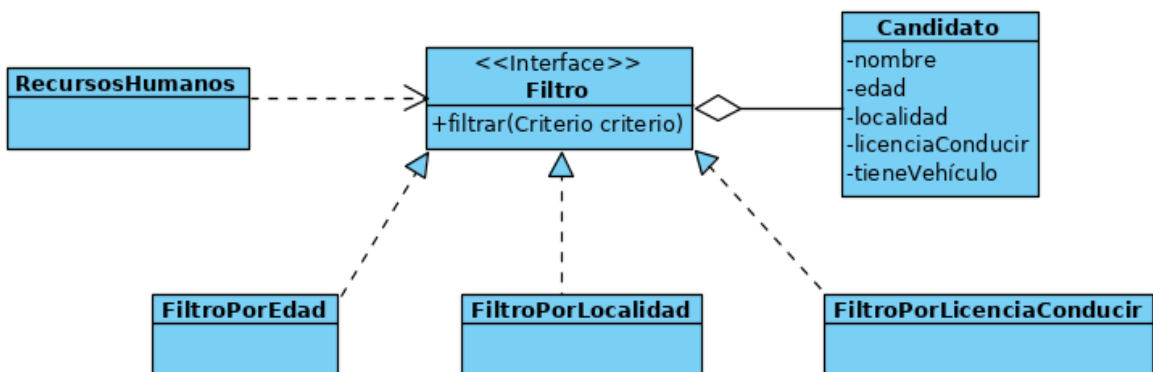 RecursosHumanos
<<Interface>>
Filtro
+filtrar(Criterio criterio)
Candidato
-nombre
-edad
-localidad
-licenciaConducir
-tieneVehículo
FiltroPorEdad
FiltroPorLocalidad
FiltroPorLicenciaConducir